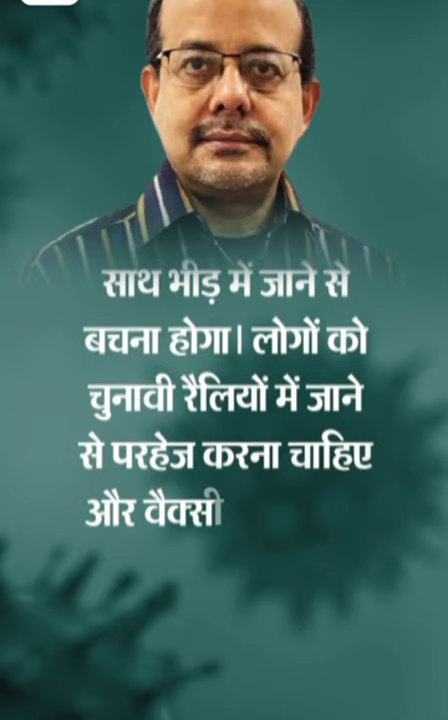 साथ भीड़ में जाने से
बचना होगा। लोगों को
चुनावी रैलियों में जाने
से परहेज करना चाहिए
और वैक्सी